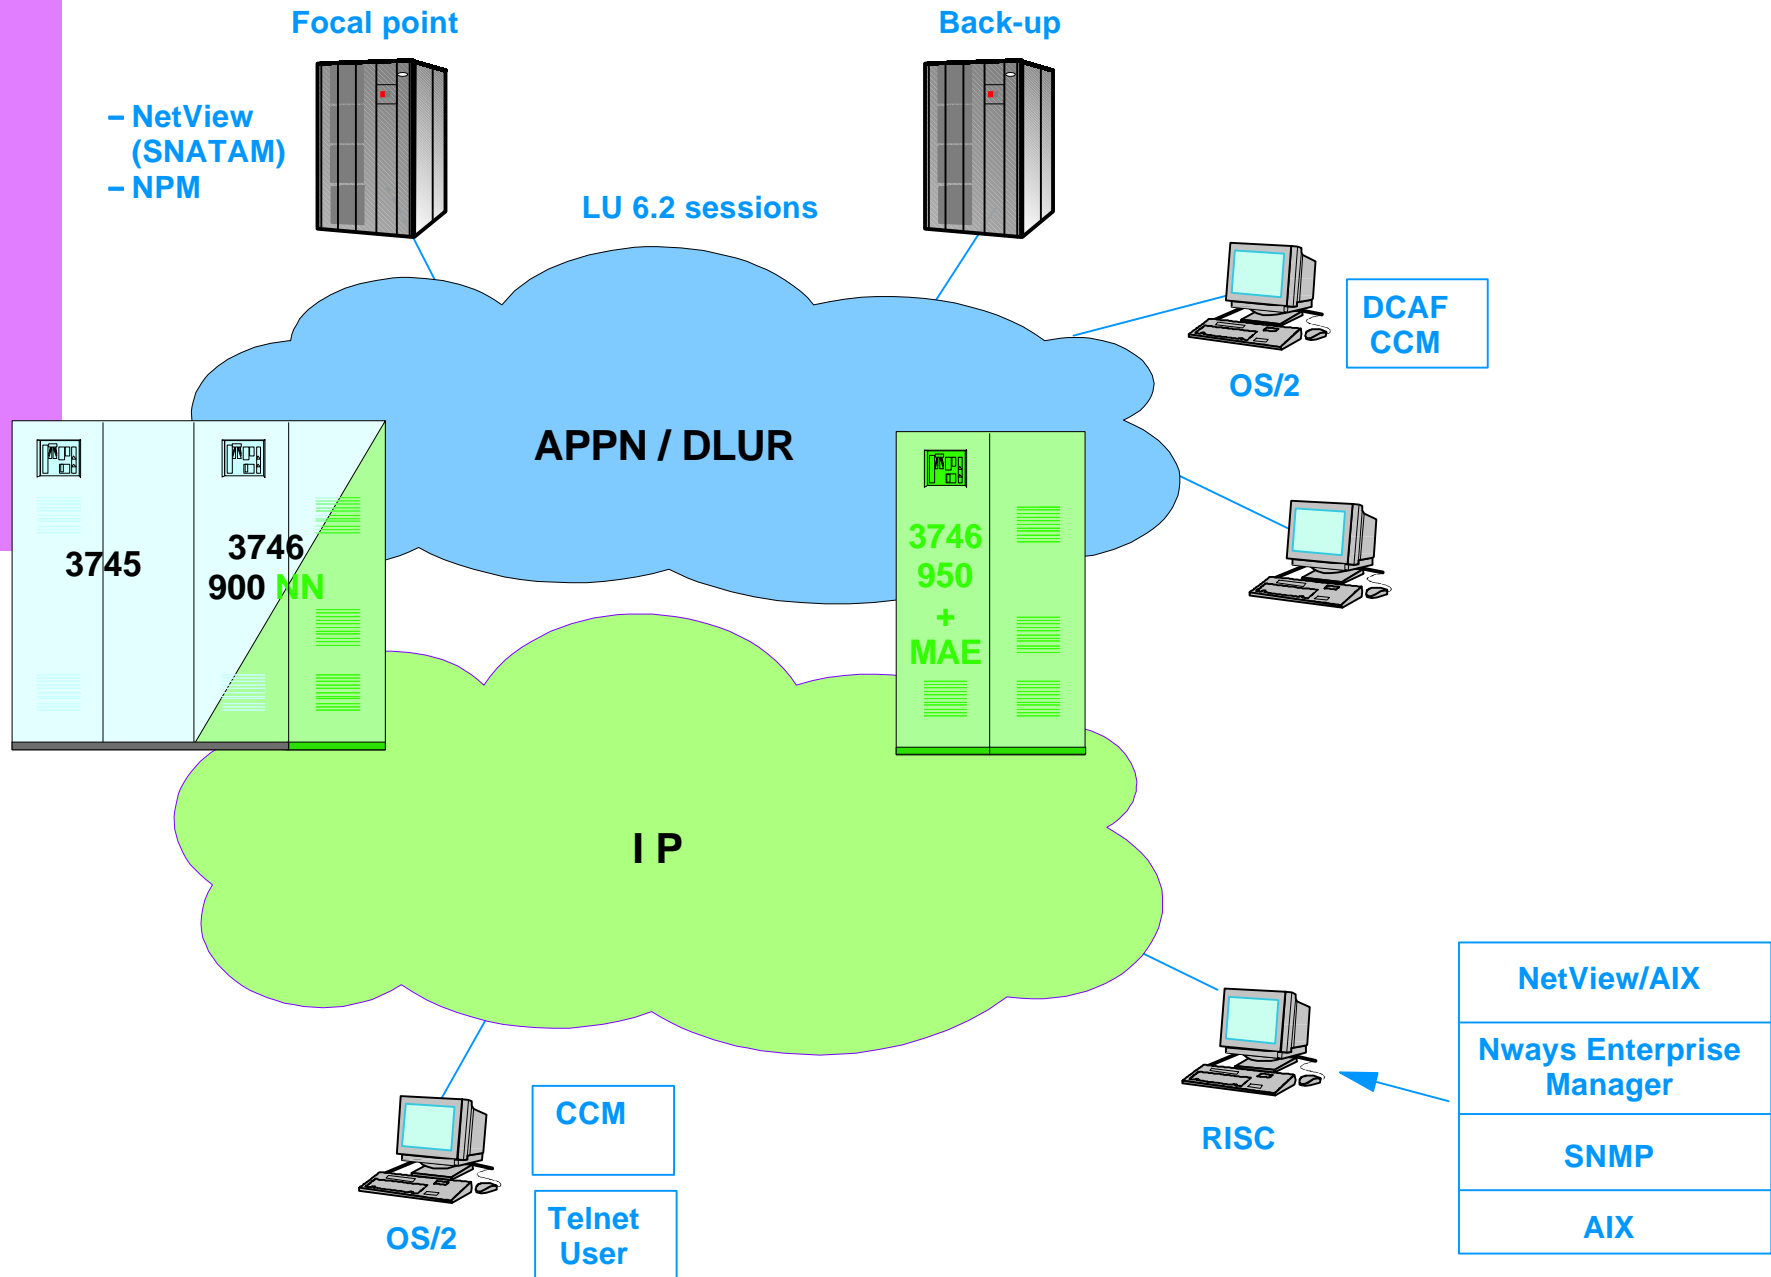 Focal point
Back-up
– NetView
(SNATAM)
– NPM
LU 6.2 sessions
DCAF
CCM
OS/2
APPN / DLUR
3745
3746
900 NN
3746
950
+
MAE
I P
NetView/AIX
Nways Enterprise
Manager
SNMP
AIX
RISC
CCM
Telnet
User
OS/2